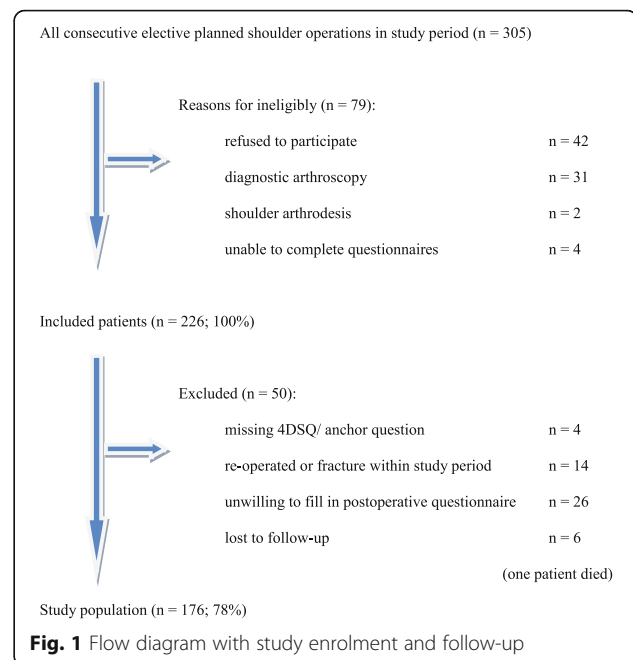 All consecutive elective planned shoulder operations in study period (n = 305)
Reasons for ineligibly (n = 79):
refused to participate n = 42
diagnostic arthroscopy n = 31
shoulder arthrodesis n = 2
unable to complete questionnaires n = 4
Included patients (n = 226; 100%)
Excluded (n = 50):
missing 4DSQ/ anchor question n = 4
re-operated or fracture within study period n = 14
unwilling to fill in postoperative questionnaire n = 26
lost to follow-up n = 6
(one patient died)
Study population (n = 176; 78%)
Fig. 1 Flow diagram with study enrolment and follow-up